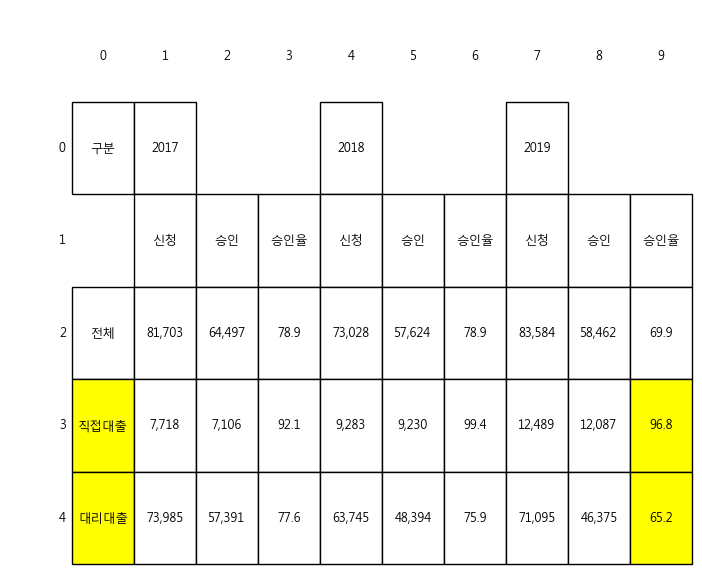 0 1 2 3 4 5 6 7 8 9
0 구분 2017 2018 2019
1 신청 승인 승인율 신청 승인 승인율 신청 승인 승인율
2 전체 81,703 64,497 78.9 73,028 57,624 78.9 83,584 58,462 69.9
3 직접대출 7,718 7,106 92.1 9,283 9,230 99.4 12,489 12,087 96.8
4 대리대출 73,985 57,391 77.6 63,745 48,394 75.9 71,095 46,375 65.2